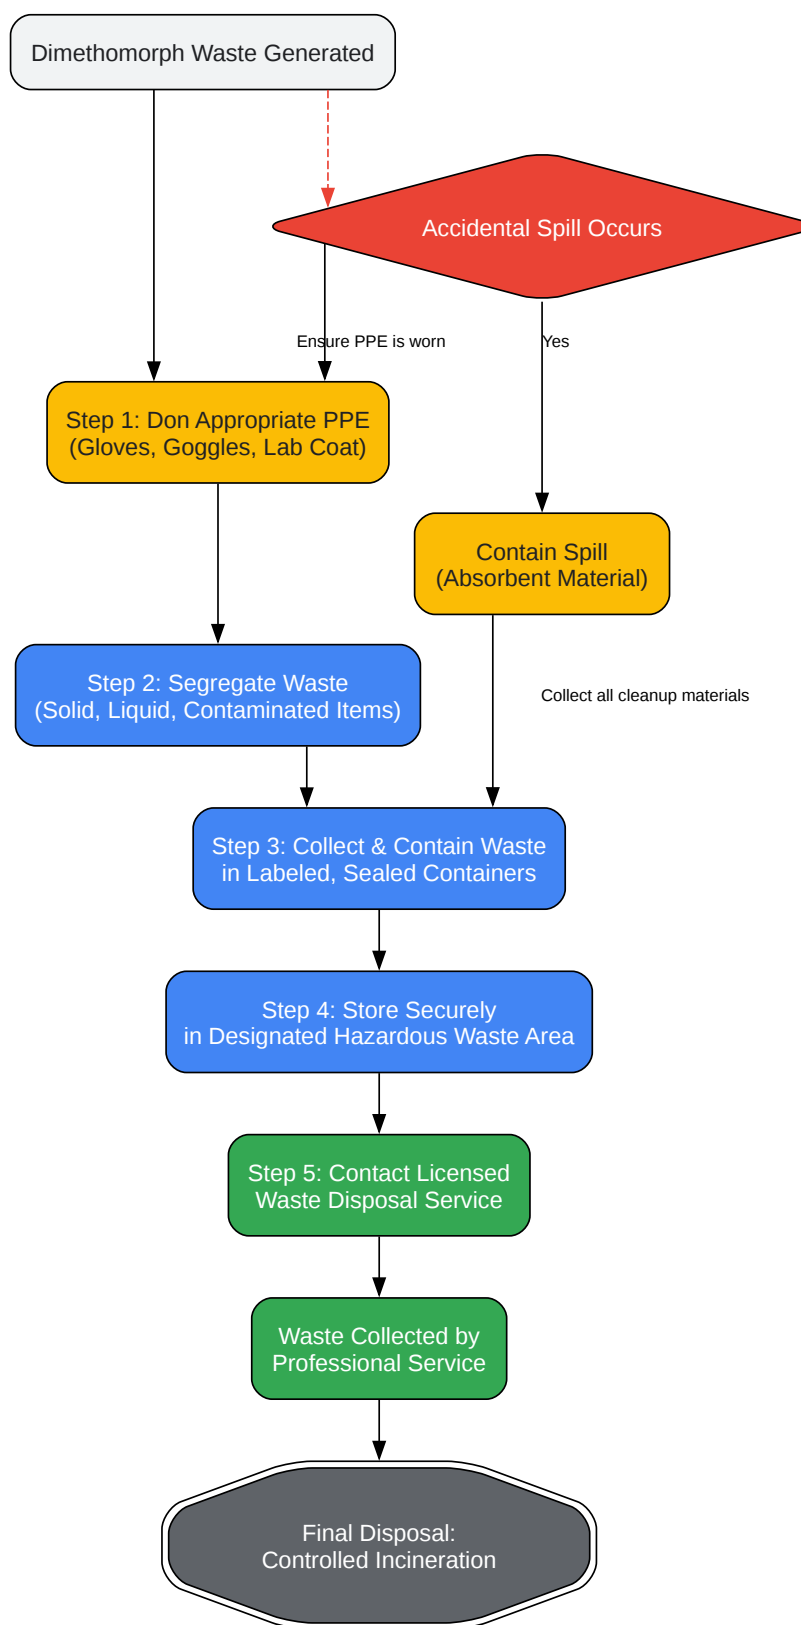 Dimethomorph Waste Generated
Accidental Spill Occurs
Ensure PPE is worn
Yes
Step 1: Don Appropriate PPE
(Gloves, Goggles, Lab Coat)
Contain Spill
(Absorbent Material)
Step 2: Segregate Waste
(Solid, Liquid, Contaminated Items)
Collect all cleanup materials
Step 3: Collect & Contain Waste
in Labeled, Sealed Containers
Step 4: Store Securely
in Designated Hazardous Waste Area
Step 5: Contact Licensed
Waste Disposal Service
Waste Collected by
Professional Service
Final Disposal:
Controlled Incineration